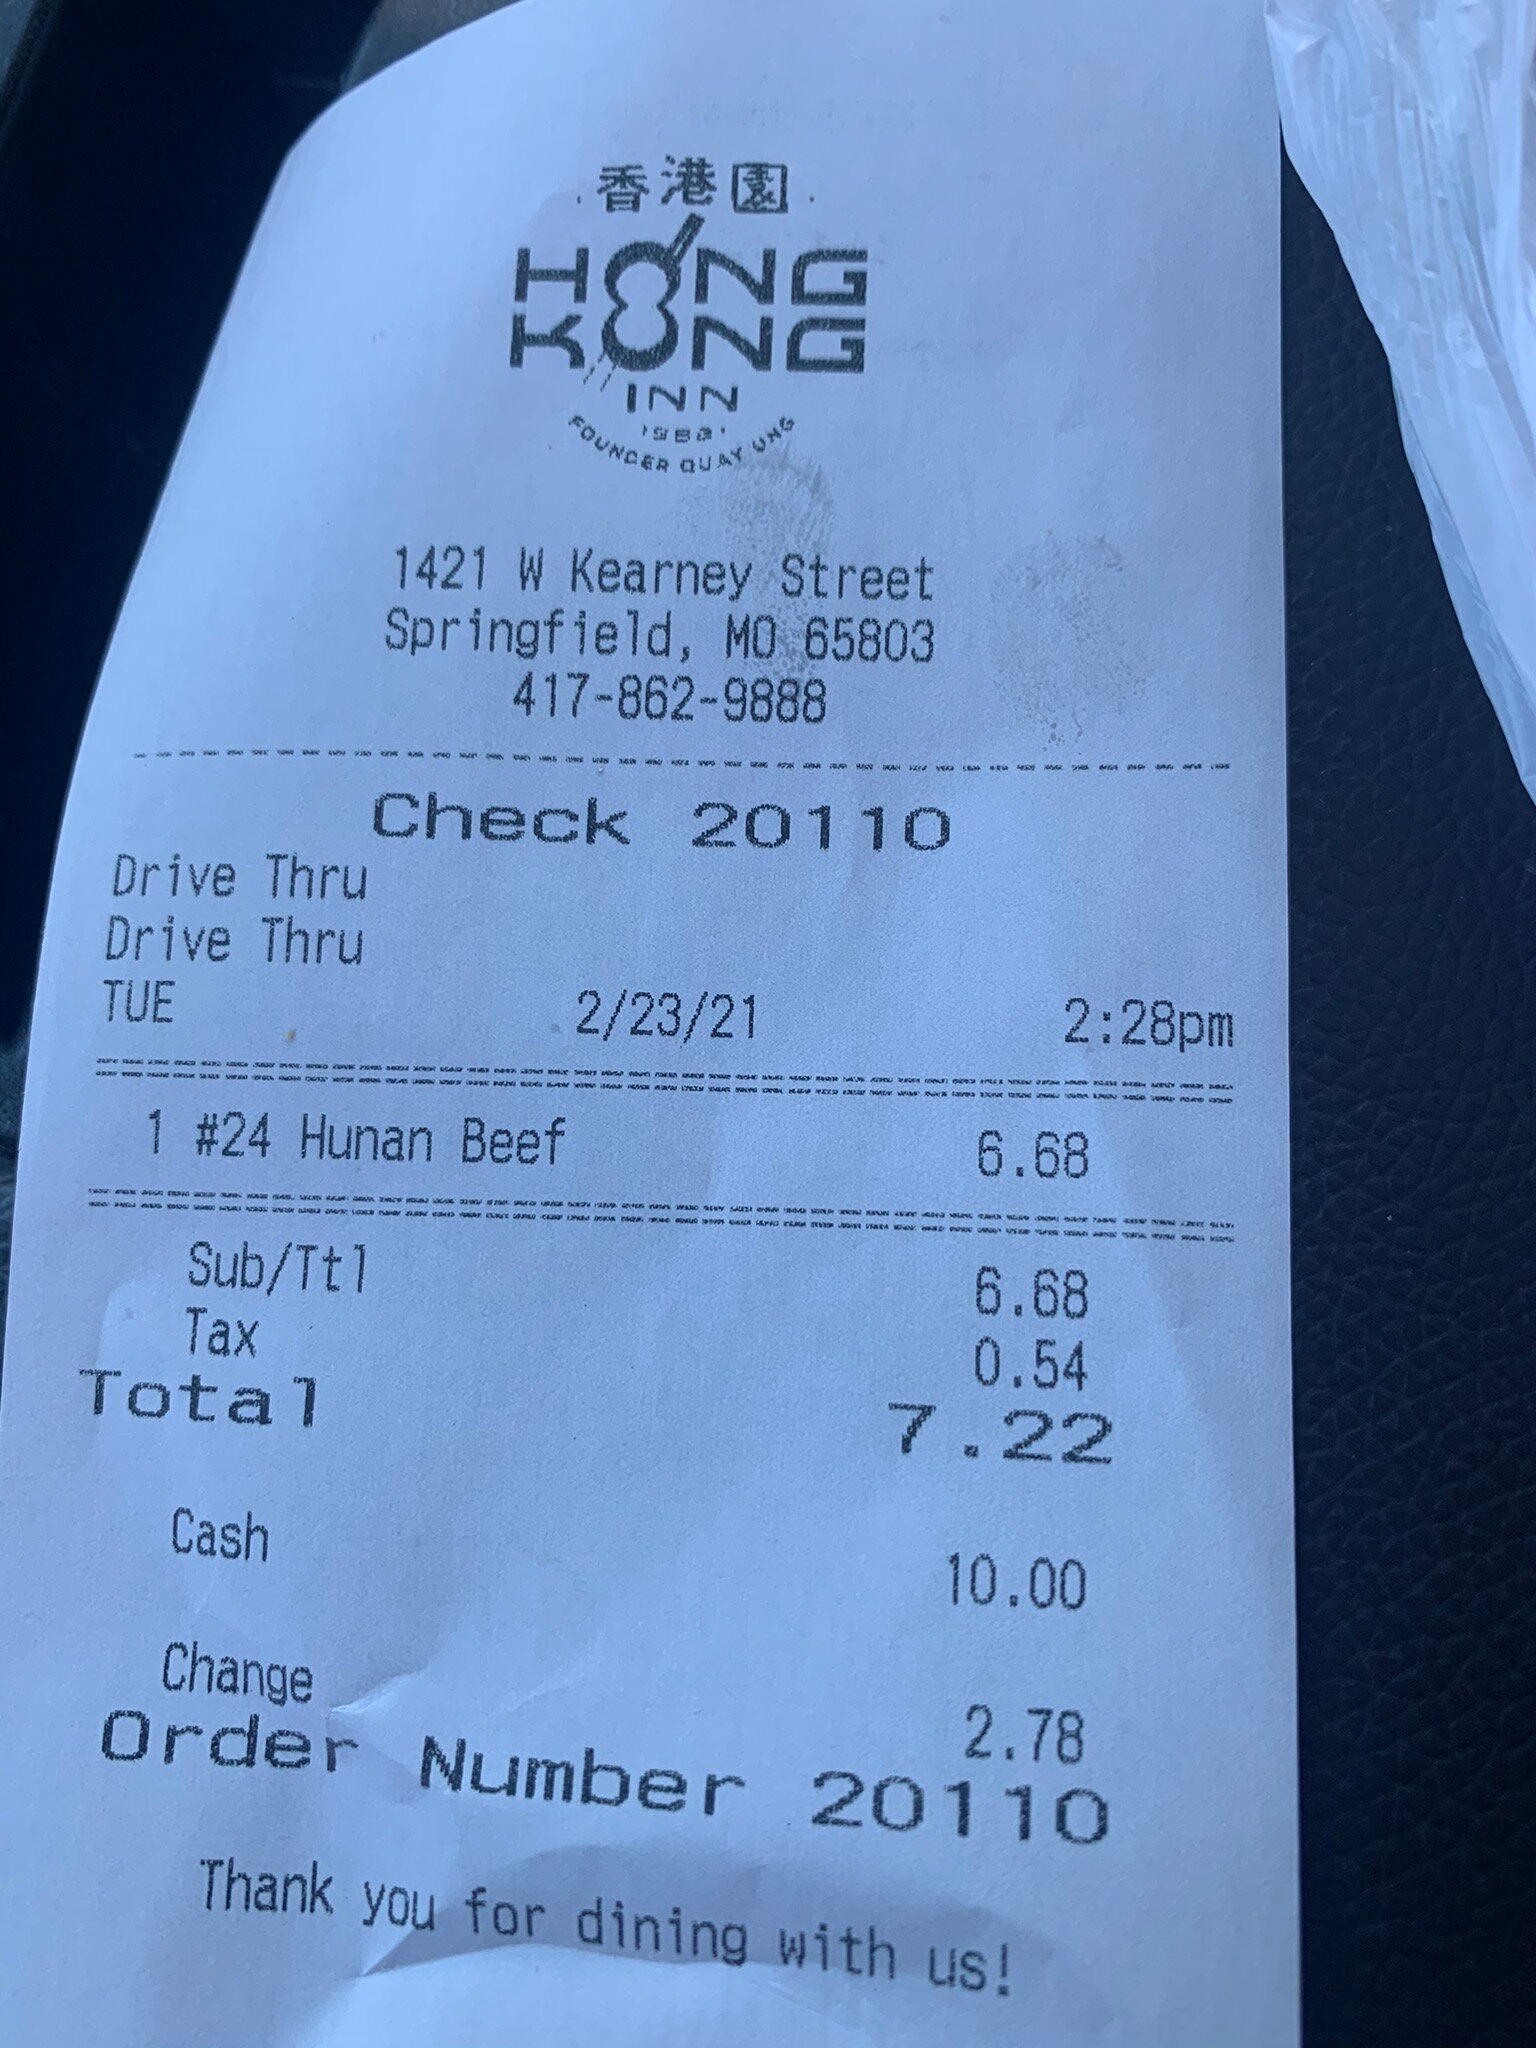 香港園
HONG
KONG
INN
FOUNDER QUAY UNG
1421 W Kearney Street
Springfield, MO 65803
417-862-9888
Check 20110
Drive Thru
Drive Thru
TUE 2/23/21 2:28pm
1 #24 Hunan Beef 6.68
Sub/Ttl 6.68
Tax 0.54
Total 7.22
Cash 10.00
Change 2.78
Order Number 20110
Thank you for dining with us!